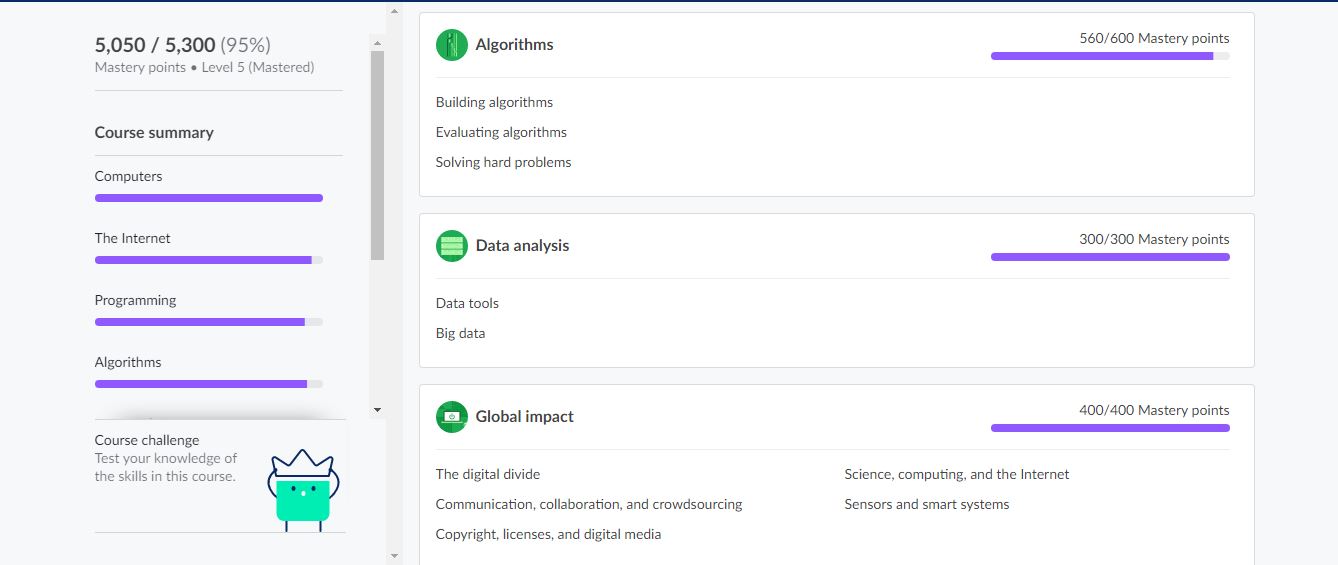 5,050 / 5,300 (95%)
Mastery points • Level 5 (Mastered)
Course summary
Computers
The Internet
Programming
Algorithms
Course challenge
Test your knowledge of
the skills in this course.
Algorithms
560/600 Mastery points
Building algorithms
Evaluating algorithms
Solving hard problems
Data analysis
300/300 Mastery points
Data tools
Big data
Global impact
400/400 Mastery points
The digital divide
Communication, collaboration, and crowdsourcing
Copyright, licenses, and digital media
Science, computing, and the Internet
Sensors and smart systems